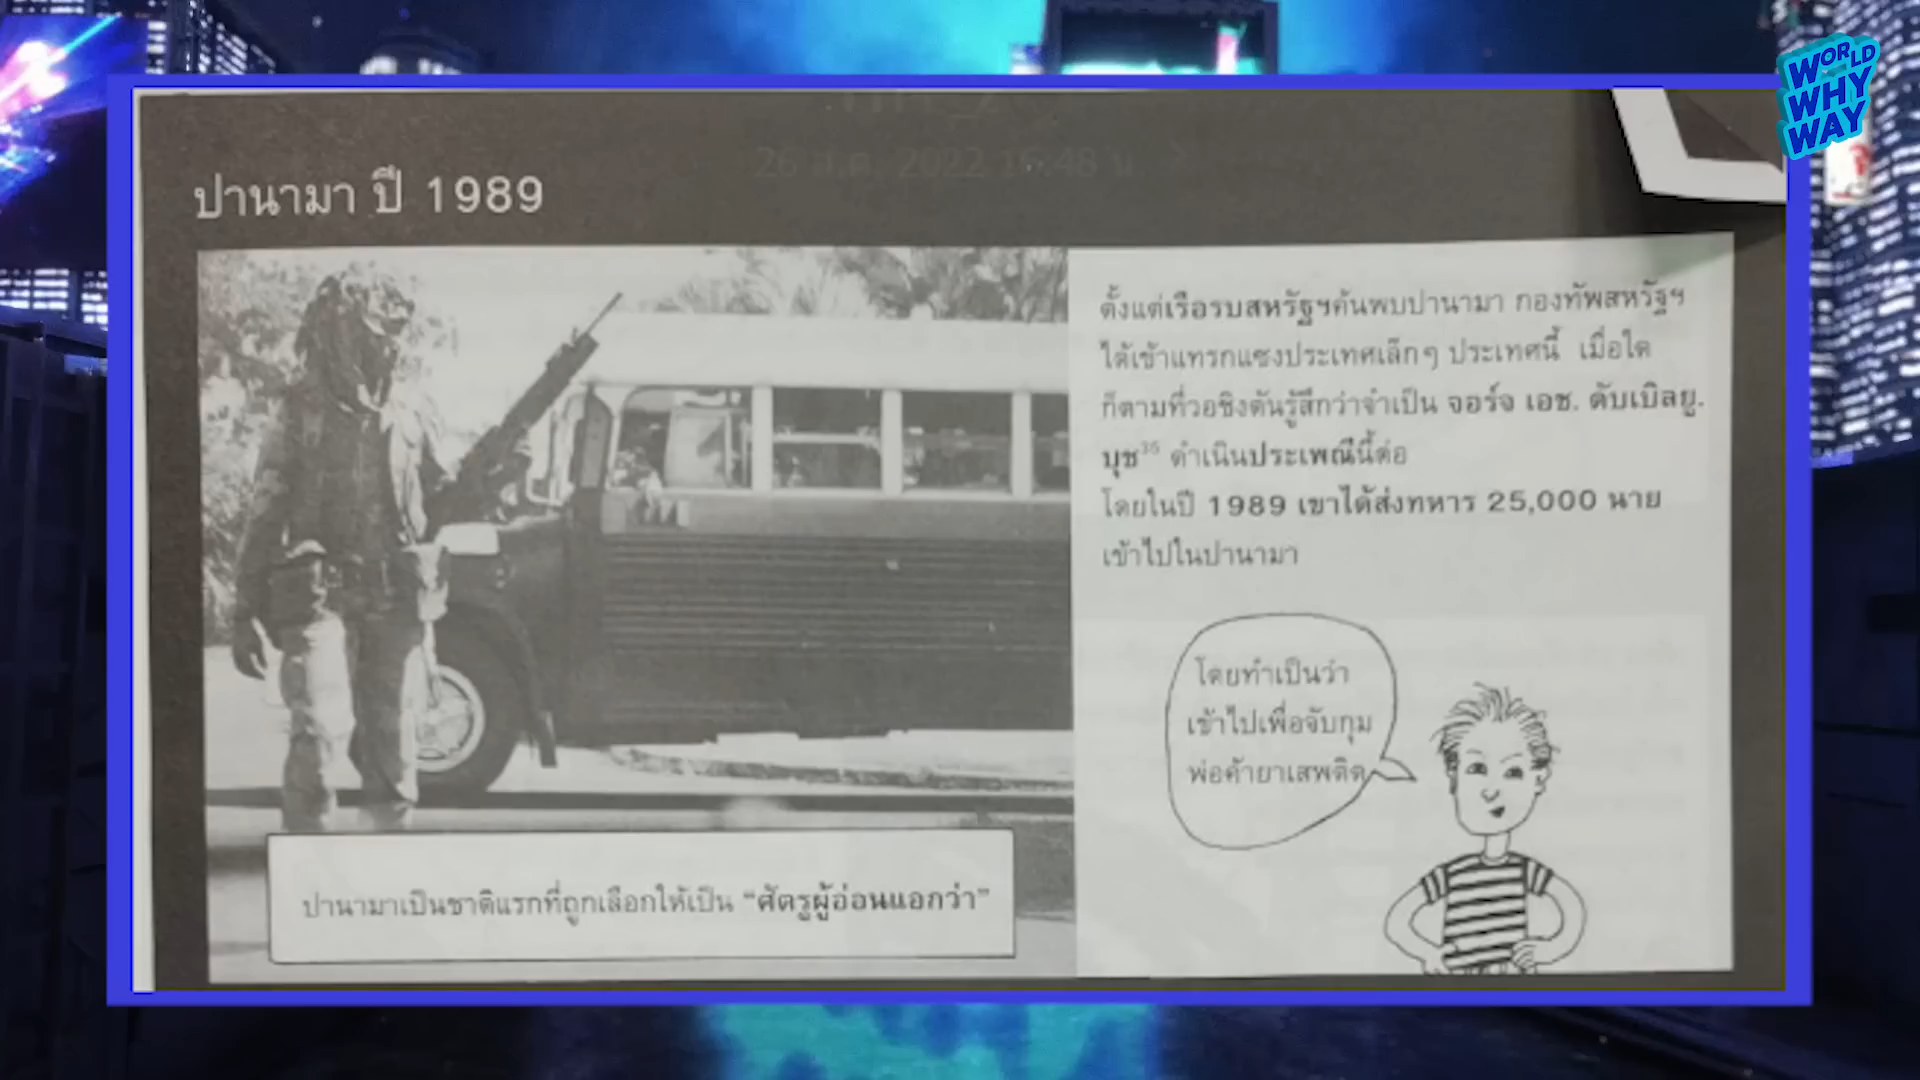 WORLD
WHY
WAY
ปานามา ปี 1989
ตั้งแต่เรือรบสหรัฐฯค้นพบปานามา กองทัพสหรัฐฯ
ได้เข้าแทรกแซงประเทศเล็กๆ ประเทศนี้ เมื่อใด
ก็ตามที่วอชิงตันรู้สึกว่าจำเป็น จอร์จ เอช. ดับเบิลยู.
บุช35 ดำเนินประเพณีนี้ต่อ
โดยในปี 1989 เขาได้ส่งทหาร 25,000 นาย
เข้าไปในปานามา
โดยทำเป็นว่า
เข้าไปเพื่อจับกุม
พ่อค้ายาเสพติด
ปานามาเป็นชาติแรกที่ถูกเลือกให้เป็น “ศัตรูผู้อ่อนแอกว่า”